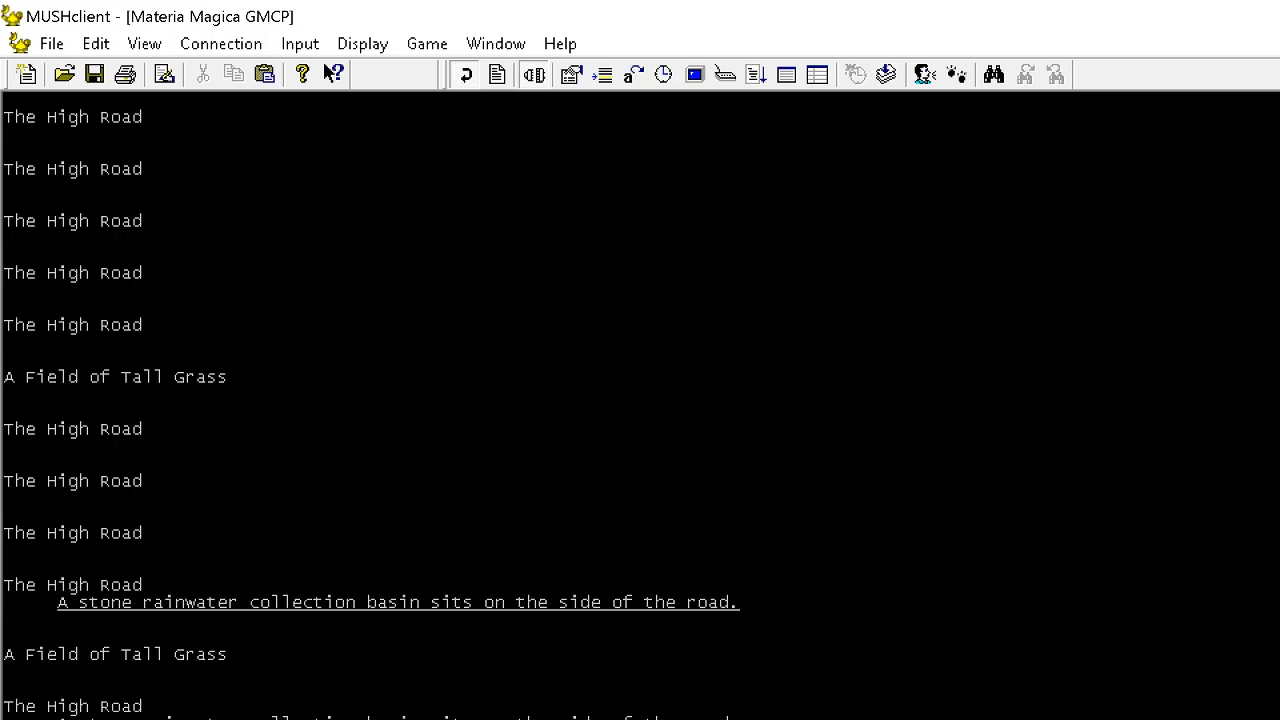 MUSHclient - [Materia Magica GMCP]
File Edit View Connection Input Display Game Window Help
The High Road
The High Road
The High Road
The High Road
The High Road
A Field of Tall Grass
The High Road
The High Road
The High Road
The High Road
A stone rainwater collection basin sits on the side of the road.
A Field of Tall Grass
The High Road